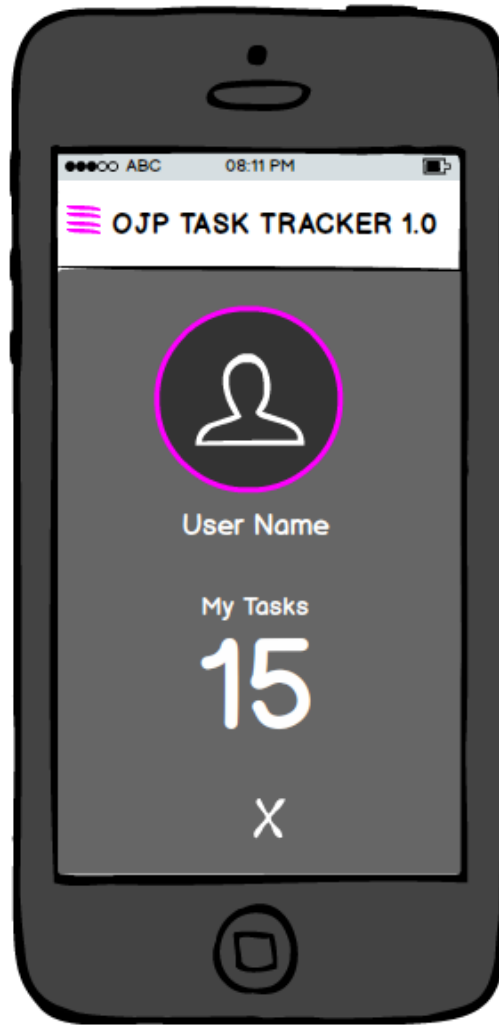 ABC 08:11 PM
OJP TASK TRACKER 1.0
User Name
My Tasks
15
X